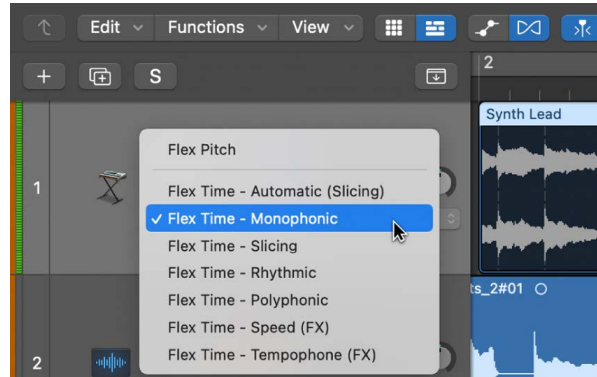 Edit Functions View
S
2
Synth Lead
Flex Pitch
1
Flex Time - Automatic (Slicing)
✓ Flex Time - Monophonic
Flex Time - Slicing
Flex Time - Rhythmic
ts_2#01
Flex Time - Polyphonic
Flex Time - Speed (FX)
2
Flex Time - Tempophone (FX)